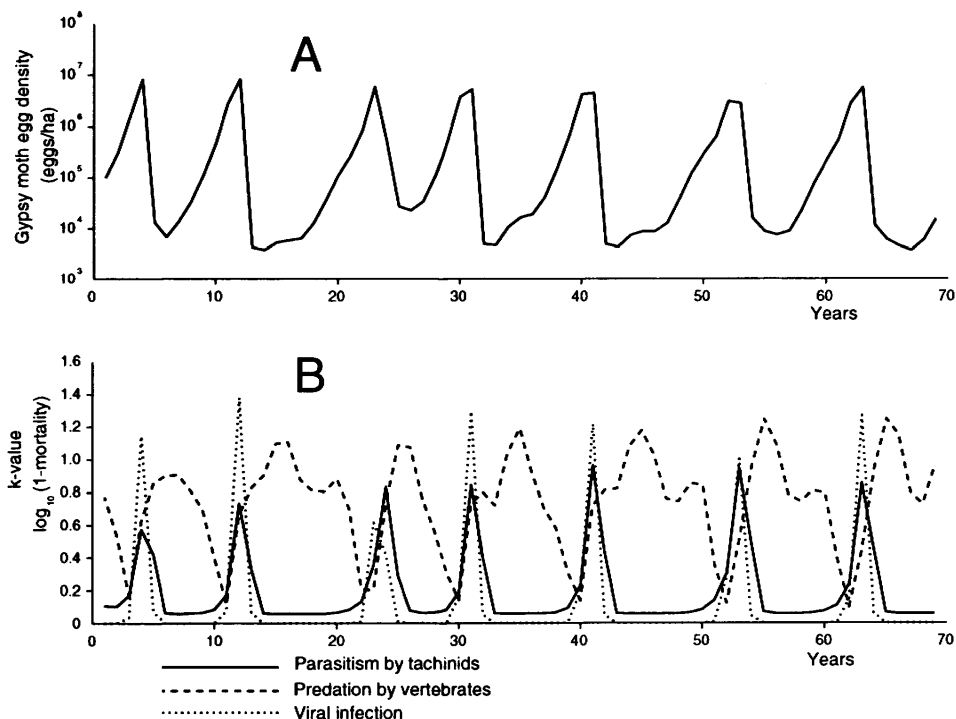 A
Gypsy moth egg density
(eggs/ha)
10⁸
10⁷
10⁶
10⁵
10⁴
10³
0 10 20 30 40 50 60 70
Years
B
k-value
log₁₀ (1-mortality)
1.6
1.4
1.2
1.0
0.8
0.6
0.4
0.2
0
0 10 20 30 40 50 60 70
Years
Parasitism by tachinids
Predation by vertebrates
Viral infection